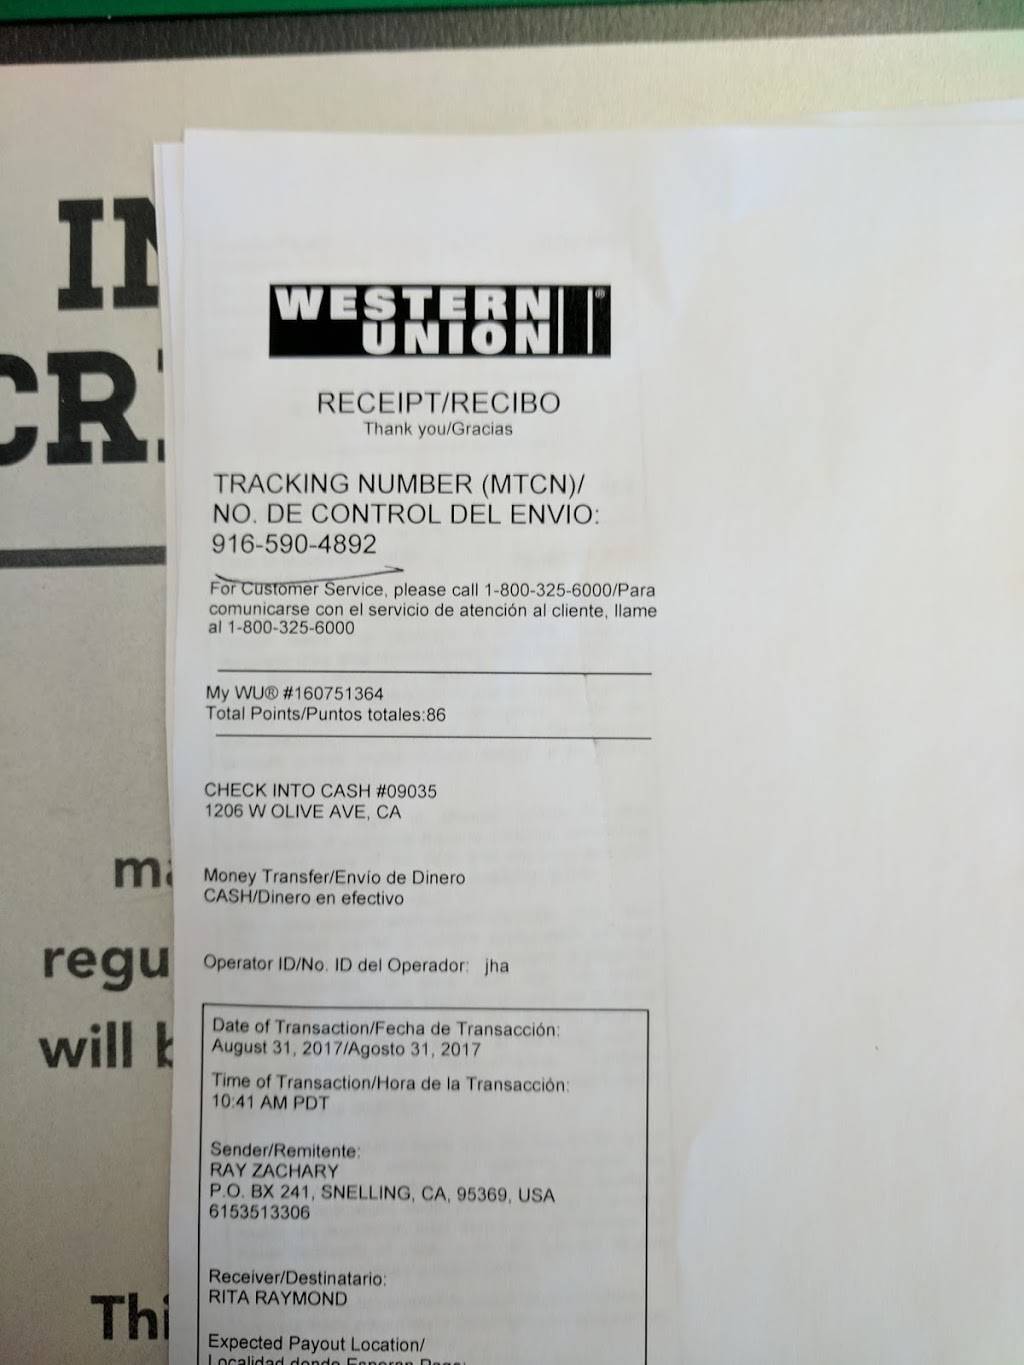 IN
CRI
ma
regu
will b
Thi
WESTERN
UNION
RECEIPT/RECIBO
Thank you/Gracias
TRACKING NUMBER (MTCN)/
NO. DE CONTROL DEL ENVIO:
916-590-4892
For Customer Service, please call 1-800-325-6000/Para
comunicarse con el servicio de atención al cliente, llame
al 1-800-325-6000
My WU® #160751364
Total Points/Puntos totales:86
CHECK INTO CASH #09035
1206 W OLIVE AVE, CA
Money Transfer/Envío de Dinero
CASH/Dinero en efectivo
Operator ID/No. ID del Operador: jha
Date of Transaction/Fecha de Transacción:
August 31, 2017/Agosto 31, 2017
Time of Transaction/Hora de la Transacción:
10:41 AM PDT
Sender/Remitente:
RAY ZACHARY
P.O. BX 241, SNELLING, CA, 95369, USA
6153513306
Receiver/Destinatario:
RITA RAYMOND
Expected Payout Location/
Localidad donde Esperan Pago: